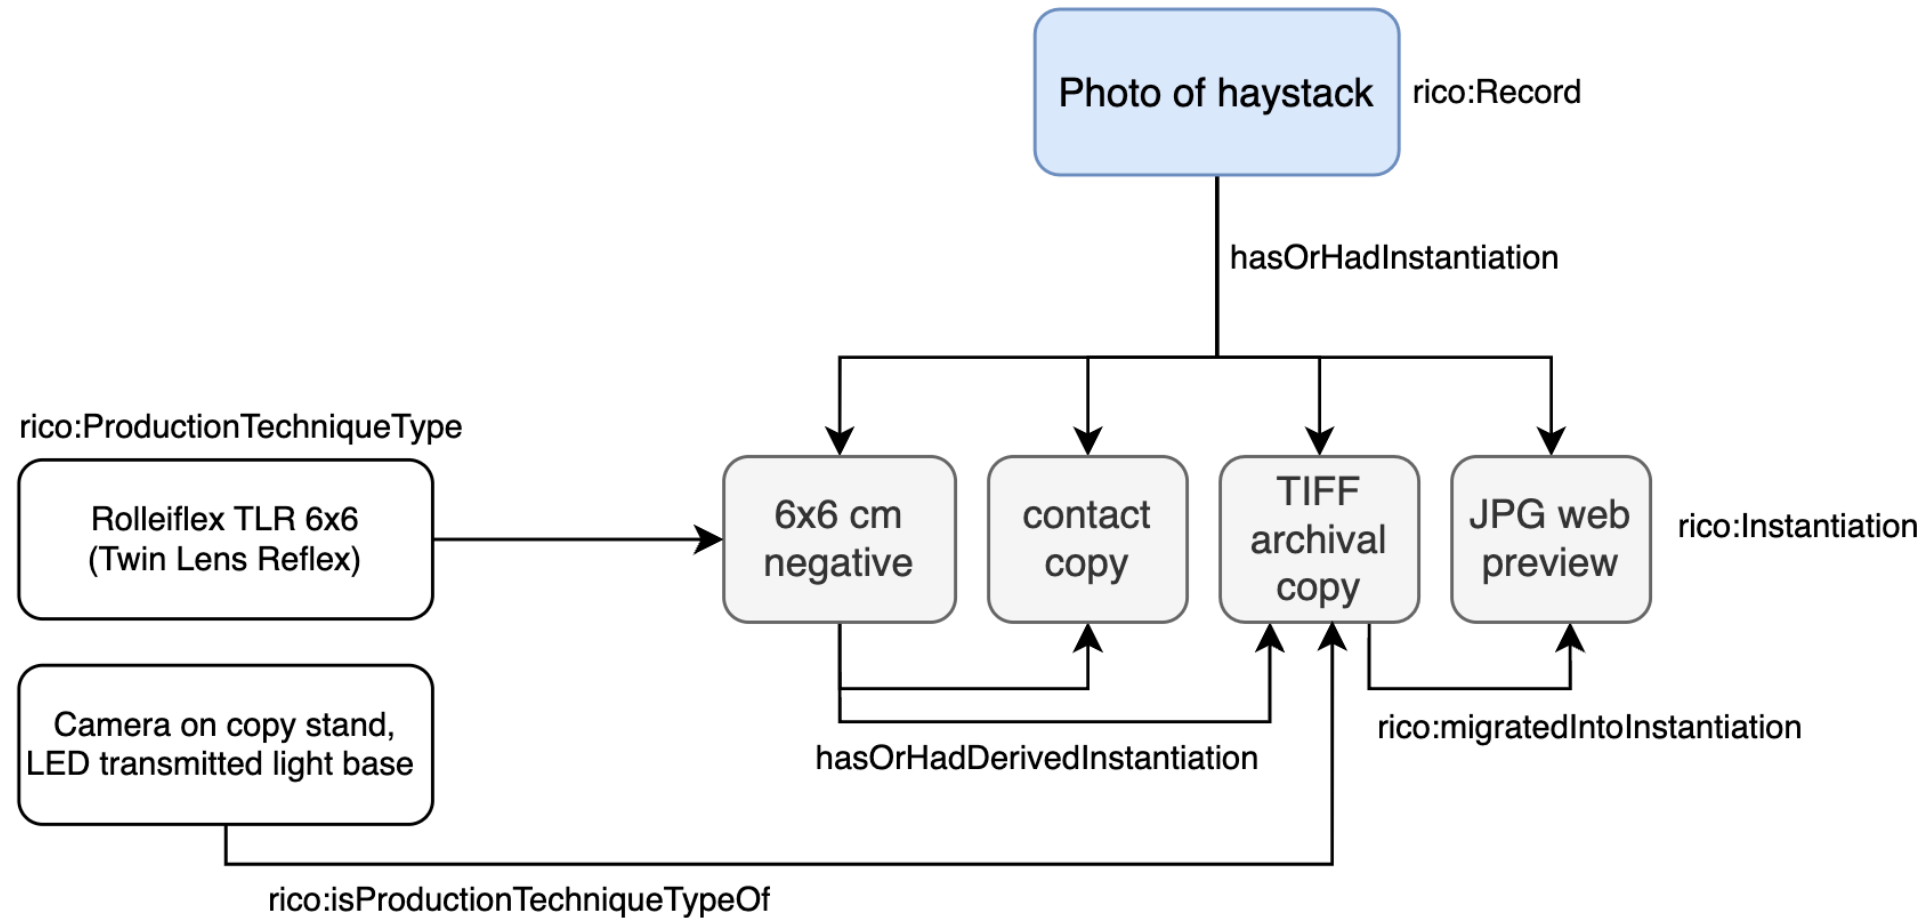 Photo of haystack
rico:Record
hasOrHadInstantiation
rico:ProductionTechniqueType
Rolleiflex TLR 6x6
(Twin Lens Reflex)
6x6 cm
negative
contact
copy
TIFF
archival
copy
JPG web
preview
rico:Instantiation
Camera on copy stand,
LED transmitted light base
hasOrHadDerivedInstantiation
rico:migratedIntoInstantiation
rico:isProductionTechniqueTypeOf